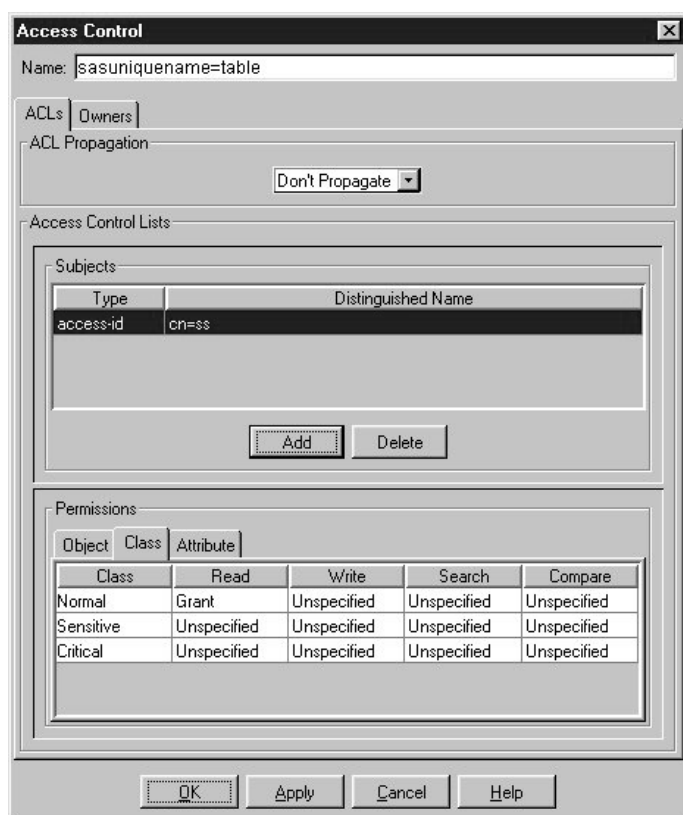 Access Control
Name: sasuniquename=table
ACLs Owners
ACL Propagation
Don't Propagate
Access Control Lists
Subjects
Type Distinguished Name
access-id cn=ss
Add Delete
Permissions
Object Class Attribute
Class Read Write Search Compare
Normal Grant Unspecified Unspecified Unspecified
Sensitive Unspecified Unspecified Unspecified Unspecified
Critical Unspecified Unspecified Unspecified Unspecified
OK Apply Cancel Help